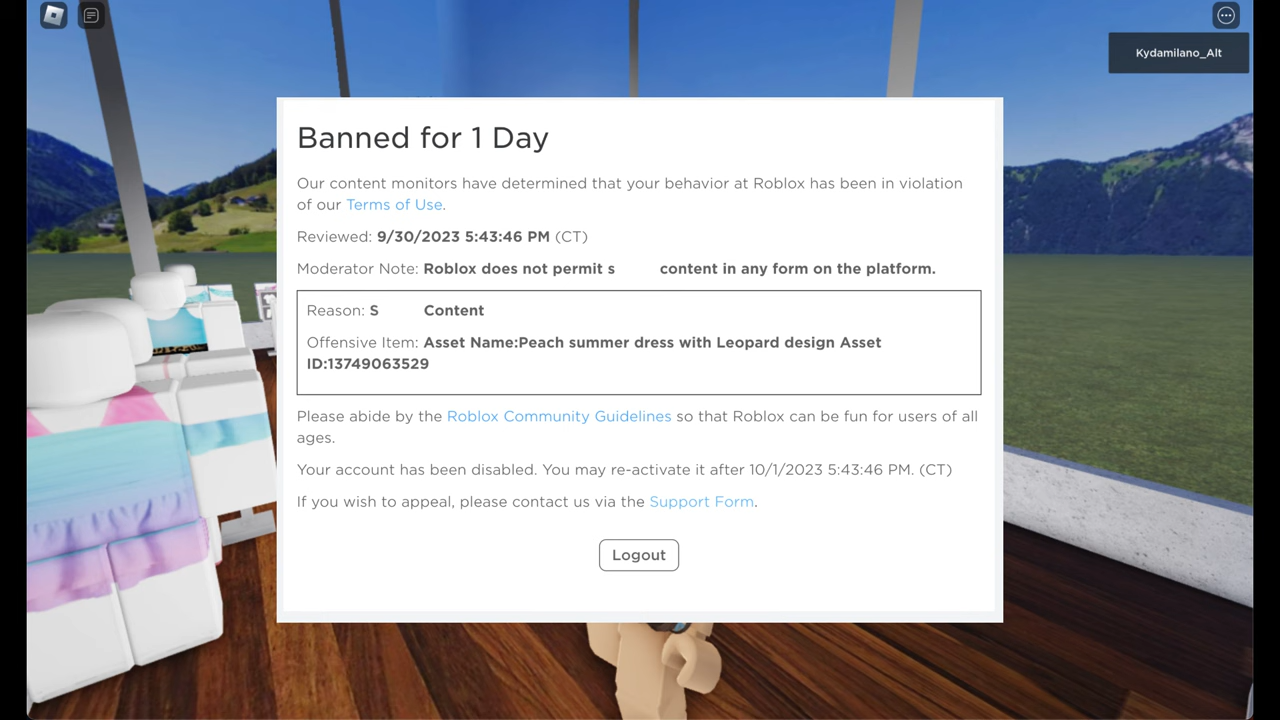 Kydamilano_Alt
Banned for 1 Day
Our content monitors have determined that your behavior at Roblox has been in violation
of our Terms of Use.
Reviewed: 9/30/2023 5:43:46 PM (CT)
Moderator Note: Roblox does not permit s content in any form on the platform.
Reason: S Content
Offensive Item: Asset Name:Peach summer dress with Leopard design Asset
ID:13749063529
Please abide by the Roblox Community Guidelines so that Roblox can be fun for users of all
ages.
Your account has been disabled. You may re-activate it after 10/1/2023 5:43:46 PM. (CT)
If you wish to appeal, please contact us via the Support Form.
Logout